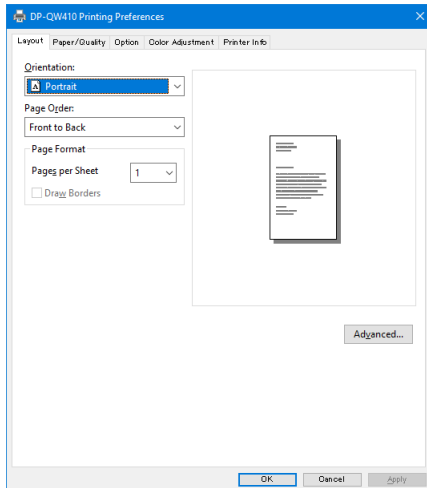 DP-QW410 Printing Preferences
Layout Paper/Quality Option Color Adjustment Printer Info
Orientation:
A Portrait
Page Order:
Front to Back
Page Format
Pages per Sheet 1
Draw Borders
Advanced...
OK Cancel Apply